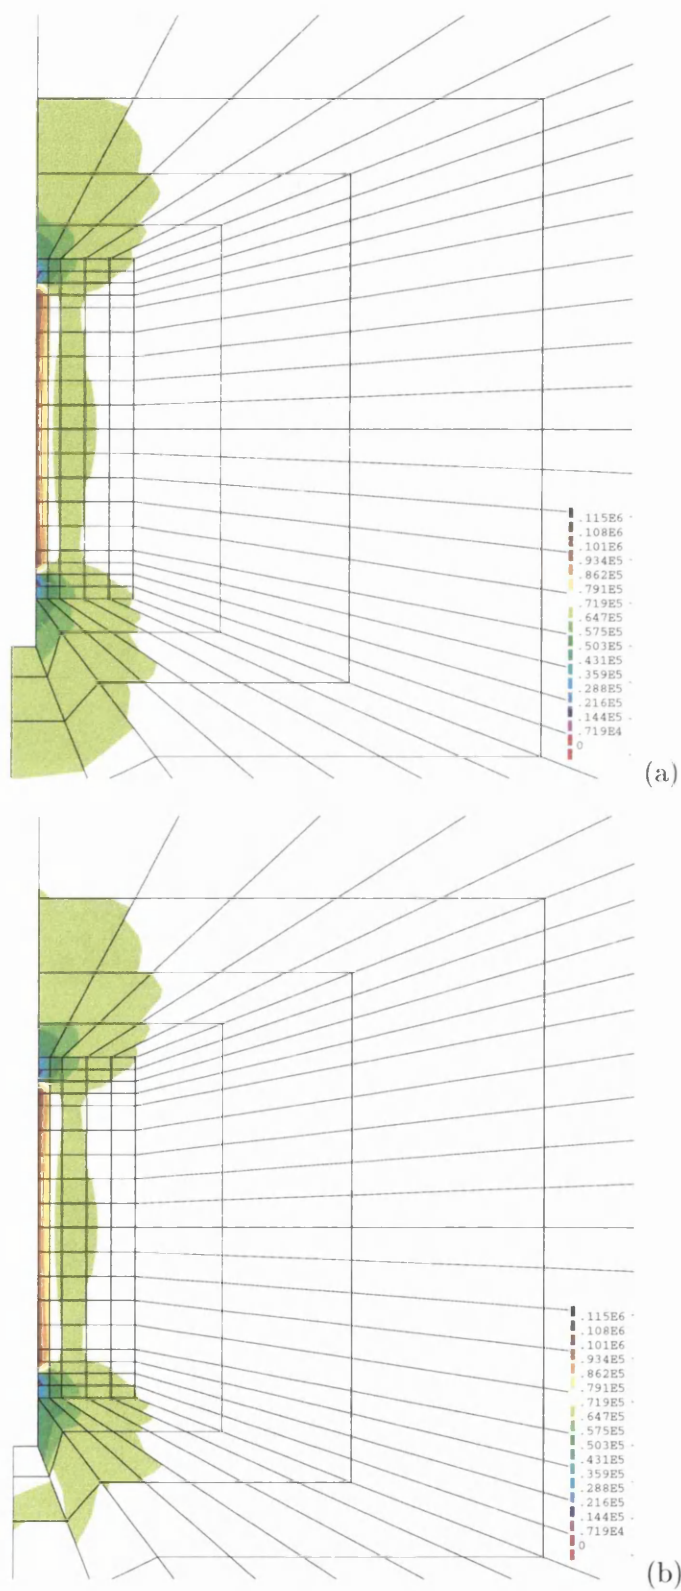 .115E6
.108E6
.101E6
.934E5
.862E5
.791E5
.719E5
.647E5
.575E5
.503E5
.431E5
.359E5
.288E5
.216E5
.144E5
.719E4
0
(a)
.115E6
.108E6
.101E6
.934E5
.862E5
.791E5
.719E5
.647E5
.575E5
.503E5
.431E5
.359E5
.288E5
.216E5
.144E5
.719E4
0
(b)